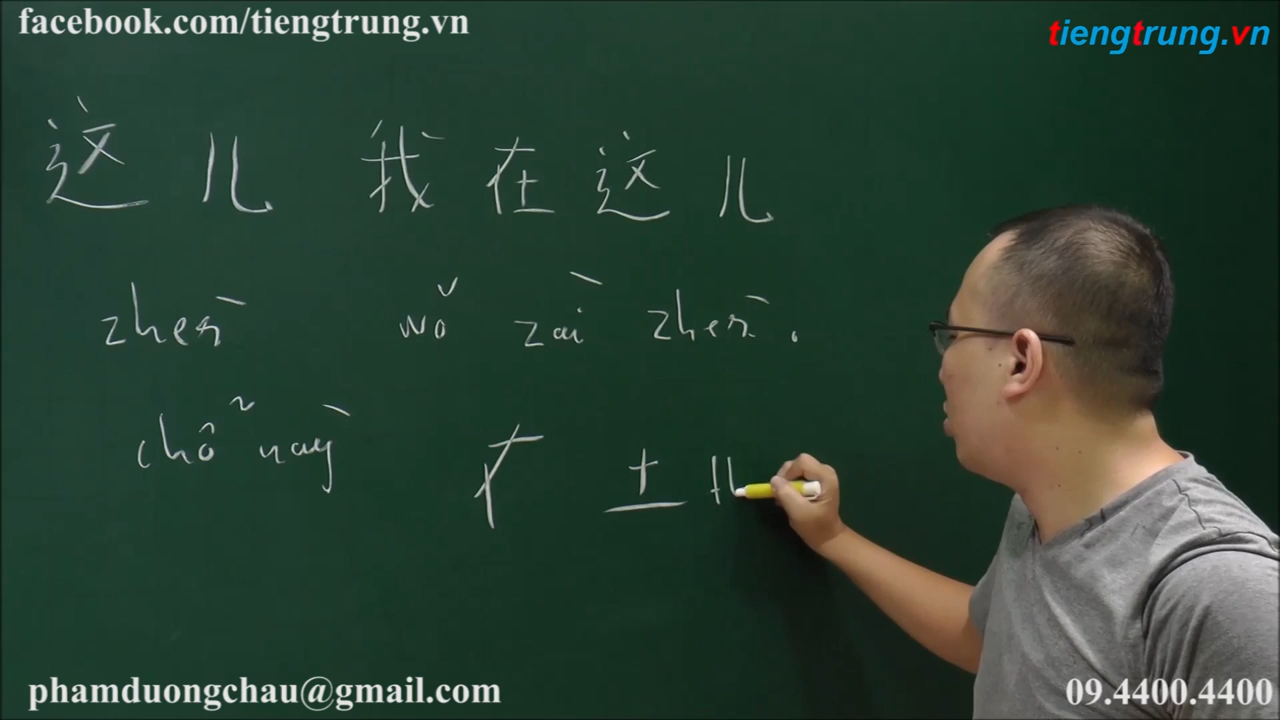 facebook.com/tiengtrung.vn
tiengtrung.vn
这儿 我在这儿
zhèr wǒ zài zhèr.
chỗ này
土
phamduongchau@gmail.com
09.4400.4400